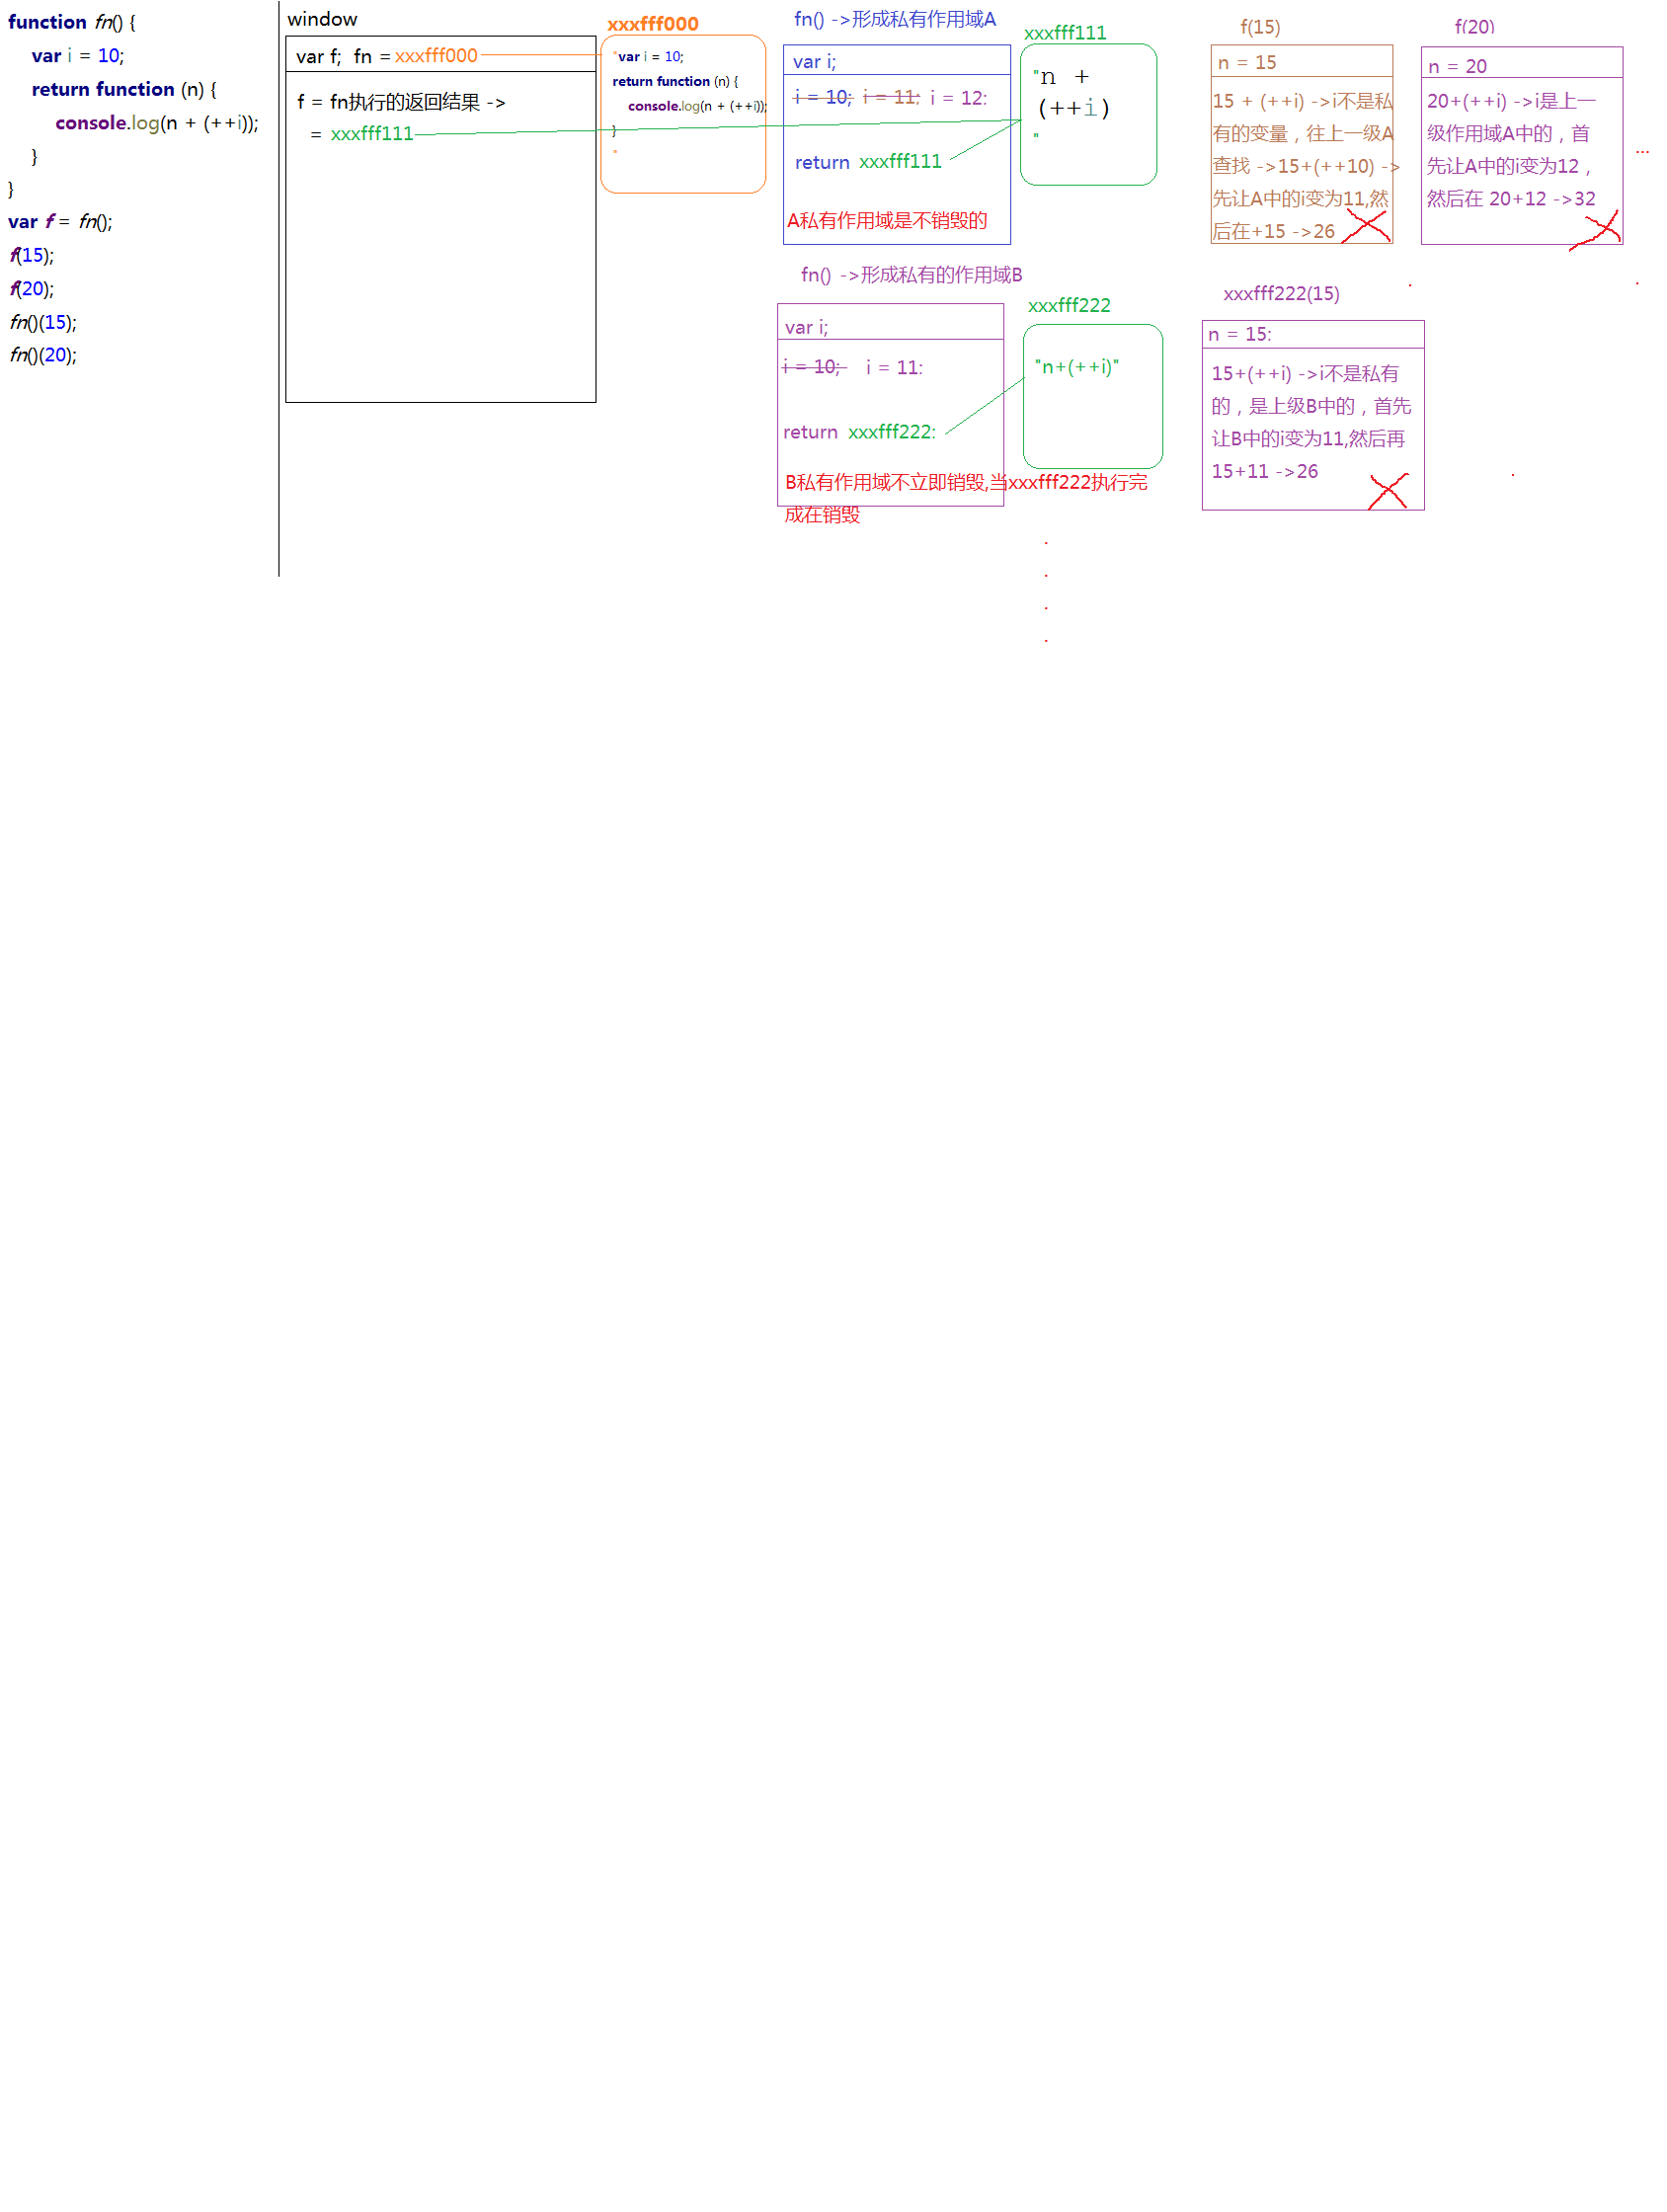 function fn() {
var i = 10;
return function (n) {
console.log(n + (++i));
}
}
var f = fn();
f(15);
f(20);
fn()(15);
fn()(20);
window
var f; fn = xxxfff000
f = fn执行的返回结果 ->
= xxxfff111
xxxfff000
"var i = 10;
return function (n) {
console.log(n + (++i));
}
"
fn() ->形成私有作用域A
var i;
i = 10; i = 11; i = 12;
return xxxfff111
A私有作用域是不销毁的
xxxfff111
"n +
(++i)
"
f(15)
n = 15
15 + (++i) ->i不是私
有的变量，往上一级A
查找 ->15+(++10) ->
先让A中的i变为11,然
后在+15 ->26
f(20)
n = 20
20+(++i) ->i是上一
级作用域A中的，首
先让A中的i变为12，
然后在 20+12 ->32
...
fn() ->形成私有的作用域B
var i;
i = 10; i = 11;
return xxxfff222;
B私有作用域不立即销毁,当xxxfff222执行完
成在销毁
xxxfff222
"n+(++i)"
xxxfff222(15)
n = 15;
15+(++i) ->i不是私有
的，是上级B中的，首先
让B中的i变为11,然后再
15+11 ->26
.
.
.
.